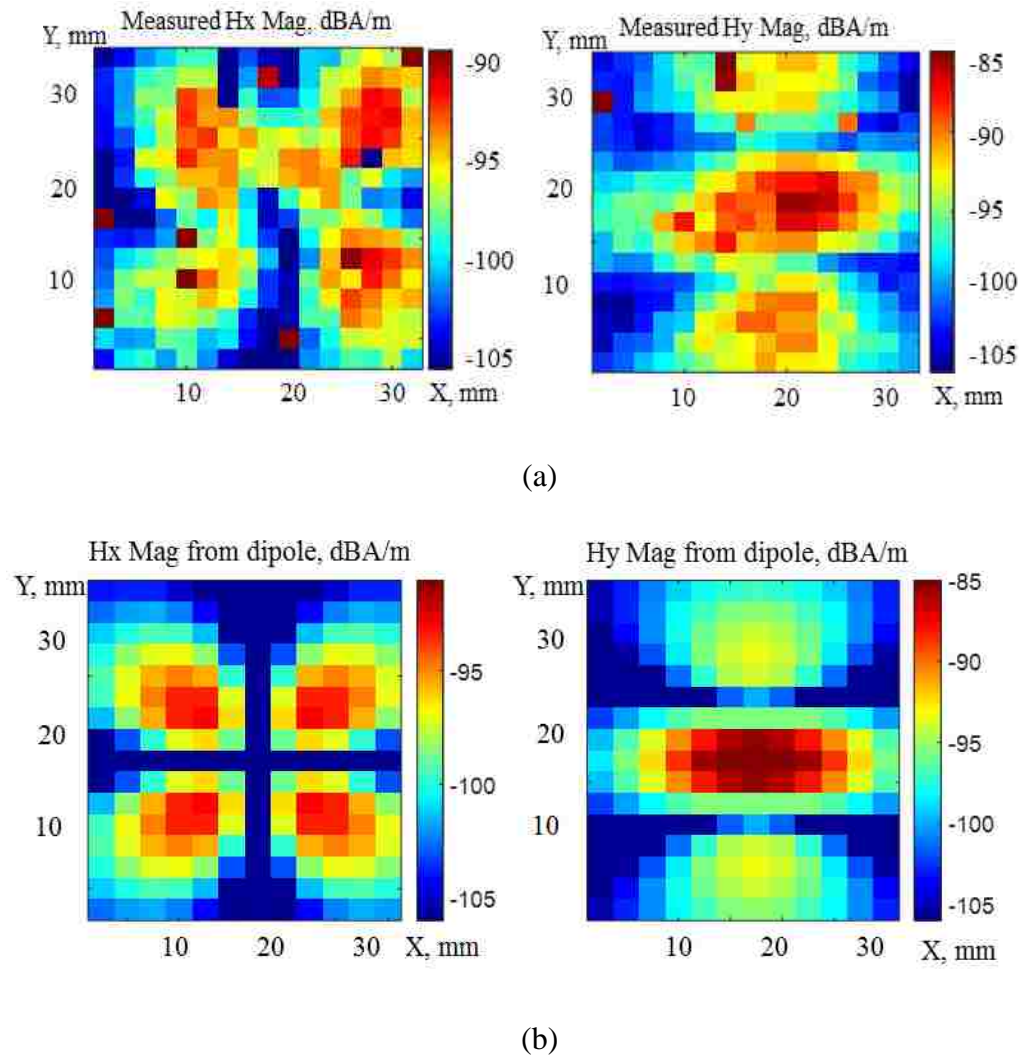 Measured Hx Mag, dBA/m
Y, mm
30
20
10
10 20 30
X, mm
-90
-95
-100
-105
Measured Hy Mag, dBA/m
Y, mm
30
20
10
10 20 30
X, mm
-85
-90
-95
-100
-105
(a)
Hx Mag from dipole, dBA/m
Y, mm
30
20
10
10 20 30
X, mm
-95
-100
-105
Hy Mag from dipole, dBA/m
Y, mm
30
20
10
10 20 30
X, mm
-85
-90
-95
-100
-105
(b)